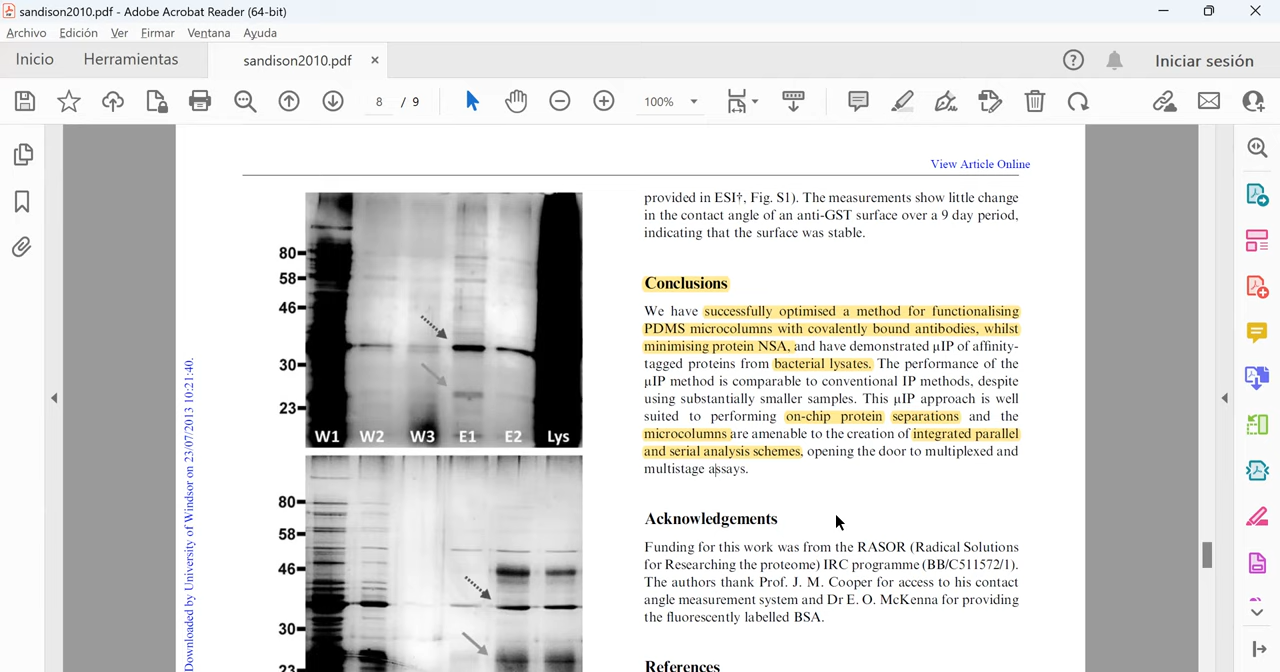 sandison2010.pdf - Adobe Acrobat Reader (64-bit)
Archivo Edición Ver Firmar Ventana Ayuda
Inicio Herramientas sandison2010.pdf × ? Iniciar sesión
8 / 9 100%
View Article Online
80
58
46
30
23
W1 W2 W3 E1 E2 Lys
80
58
46
30
23
Downloaded by University of Windsor on 23/07/2013 10:21:40.
provided in ESI†, Fig. S1). The measurements show little change
in the contact angle of an anti-GST surface over a 9 day period,
indicating that the surface was stable.
Conclusions
We have successfully optimised a method for functionalising
PDMS microcolumns with covalently bound antibodies, whilst
minimising protein NSA, and have demonstrated μIP of affinity-
tagged proteins from bacterial lysates. The performance of the
μIP method is comparable to conventional IP methods, despite
using substantially smaller samples. This μIP approach is well
suited to performing on-chip protein separations and the
microcolumns are amenable to the creation of integrated parallel
and serial analysis schemes, opening the door to multiplexed and
multistage assays.
Acknowledgements
Funding for this work was from the RASOR (Radical Solutions
for Researching the proteome) IRC programme (BB/C511572/1).
The authors thank Prof. J. M. Cooper for access to his contact
angle measurement system and Dr E. O. McKenna for providing
the fluorescently labelled BSA.
References